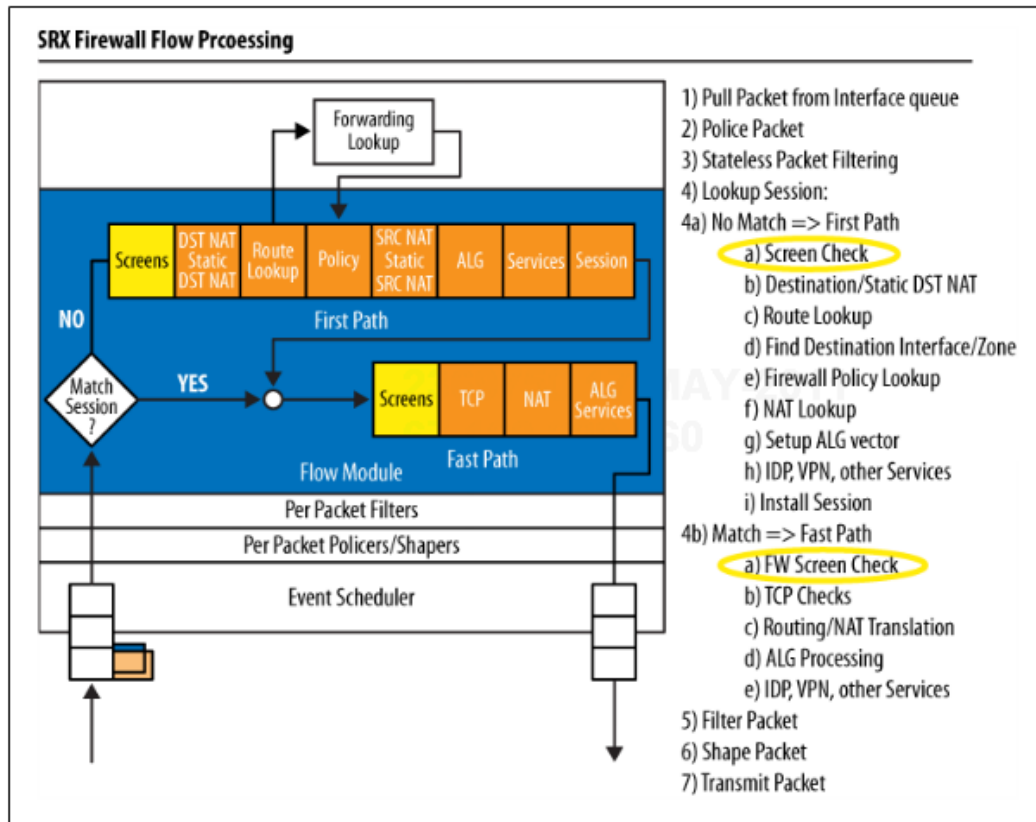 SRX Firewall Flow Prcoessing
Forwarding
Lookup
Screens
DST NAT
Static
DST NAT
Route
Lookup
Policy
SRC NAT
Static
SRC NAT
ALG
Services
Session
First Path
NO
YES
Match
Session
?
Screens
TCP
NAT
ALG
Services
Fast Path
Flow Module
Per Packet Filters
Per Packet Policers/Shapers
Event Scheduler
1) Pull Packet from Interface queue
2) Police Packet
3) Stateless Packet Filtering
4) Lookup Session:
4a) No Match => First Path
a) Screen Check
b) Destination/Static DST NAT
c) Route Lookup
d) Find Destination Interface/Zone
e) Firewall Policy Lookup
f) NAT Lookup
g) Setup ALG vector
h) IDP, VPN, other Services
i) Install Session
4b) Match => Fast Path
a) FW Screen Check
b) TCP Checks
c) Routing/NAT Translation
d) ALG Processing
e) IDP, VPN, other Services
5) Filter Packet
6) Shape Packet
7) Transmit Packet
MAY